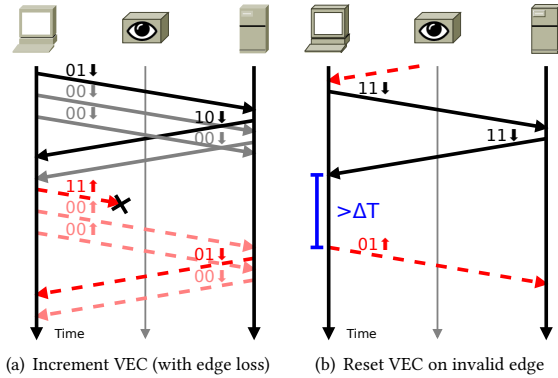 01⬇
00⬇
00⬇
10⬇
00⬇
11⬆
00⬆
00⬆
01⬇
00⬇
Time
(a) Increment VEC (with edge loss)
11⬇
11⬇
>ΔT
01⬆
Time
(b) Reset VEC on invalid edge